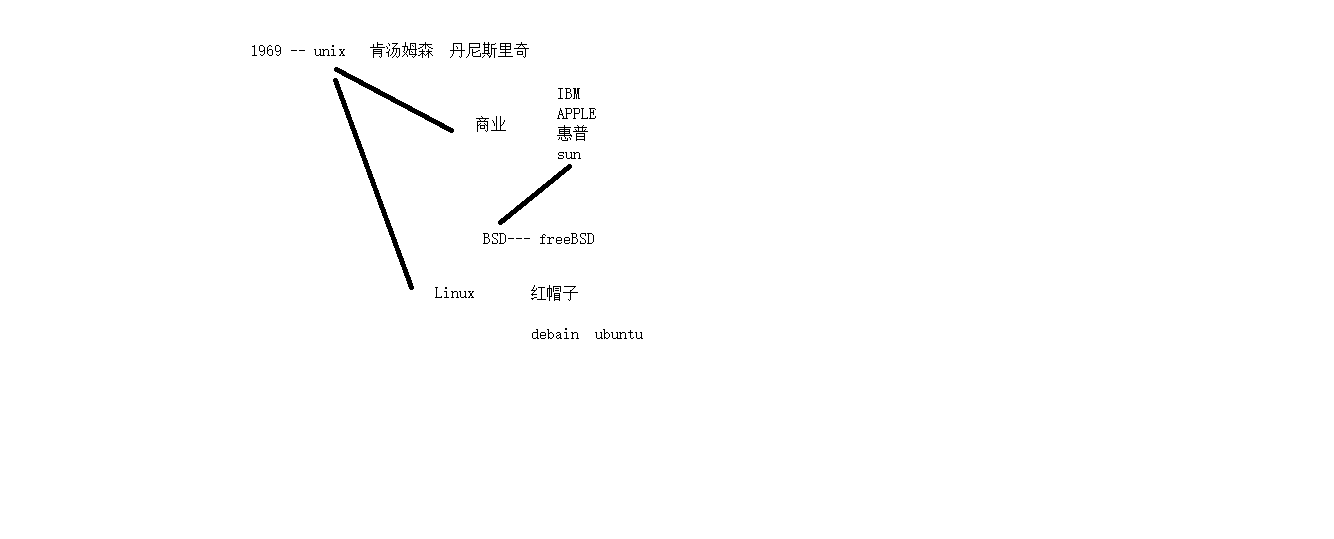 1969 -- unix 肯汤姆森 丹尼斯里奇
IBM
APPLE
商业
惠普
sun
BSD--- freeBSD
Linux 红帽子
debain ubuntu